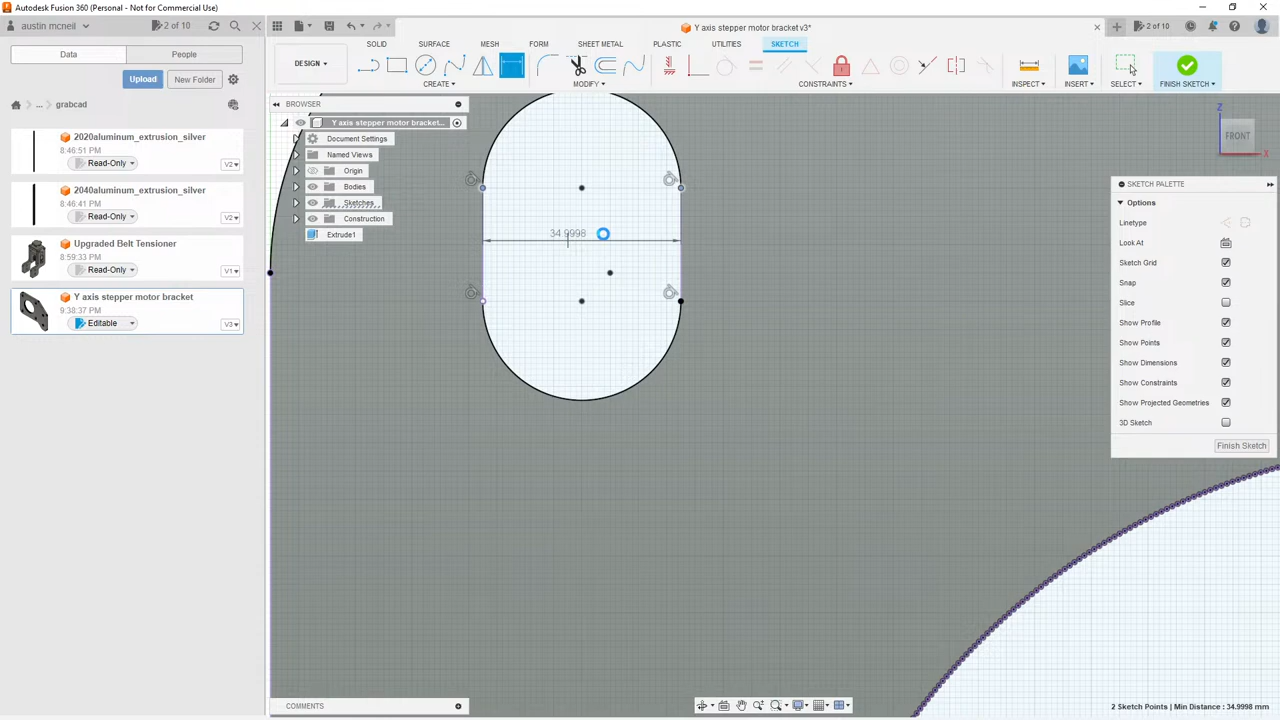 Autodesk Fusion 360 (Personal - Not for Commercial Use)
austin mcneil
2 of 10
Y axis stepper motor bracket v3*
2 of 10
Data
People
SOLID
SURFACE
MESH
FORM
SHEET METAL
PLASTIC
UTILITIES
SKETCH
Upload
New Folder
DESIGN
CREATE
MODIFY
CONSTRAINTS
INSPECT
INSERT
SELECT
FINISH SKETCH
... grabcad
BROWSER
Y axis stepper motor bracket...
Document Settings
Named Views
Origin
Bodies
Sketches
Construction
Extrude1
2020aluminum_extrusion_silver
8:46:51 PM
Read-Only
V2
2040aluminum_extrusion_silver
8:46:41 PM
Read-Only
V2
Upgraded Belt Tensioner
8:59:33 PM
Read-Only
V1
Y axis stepper motor bracket
9:38:37 PM
Editable
V3
34.9998
Z
FRONT
X
SKETCH PALETTE
Options
Linetype
Look At
Sketch Grid
Snap
Slice
Show Profile
Show Points
Show Dimensions
Show Constraints
Show Projected Geometries
3D Sketch
Finish Sketch
COMMENTS
2 Sketch Points | Min Distance : 34.9998 mm